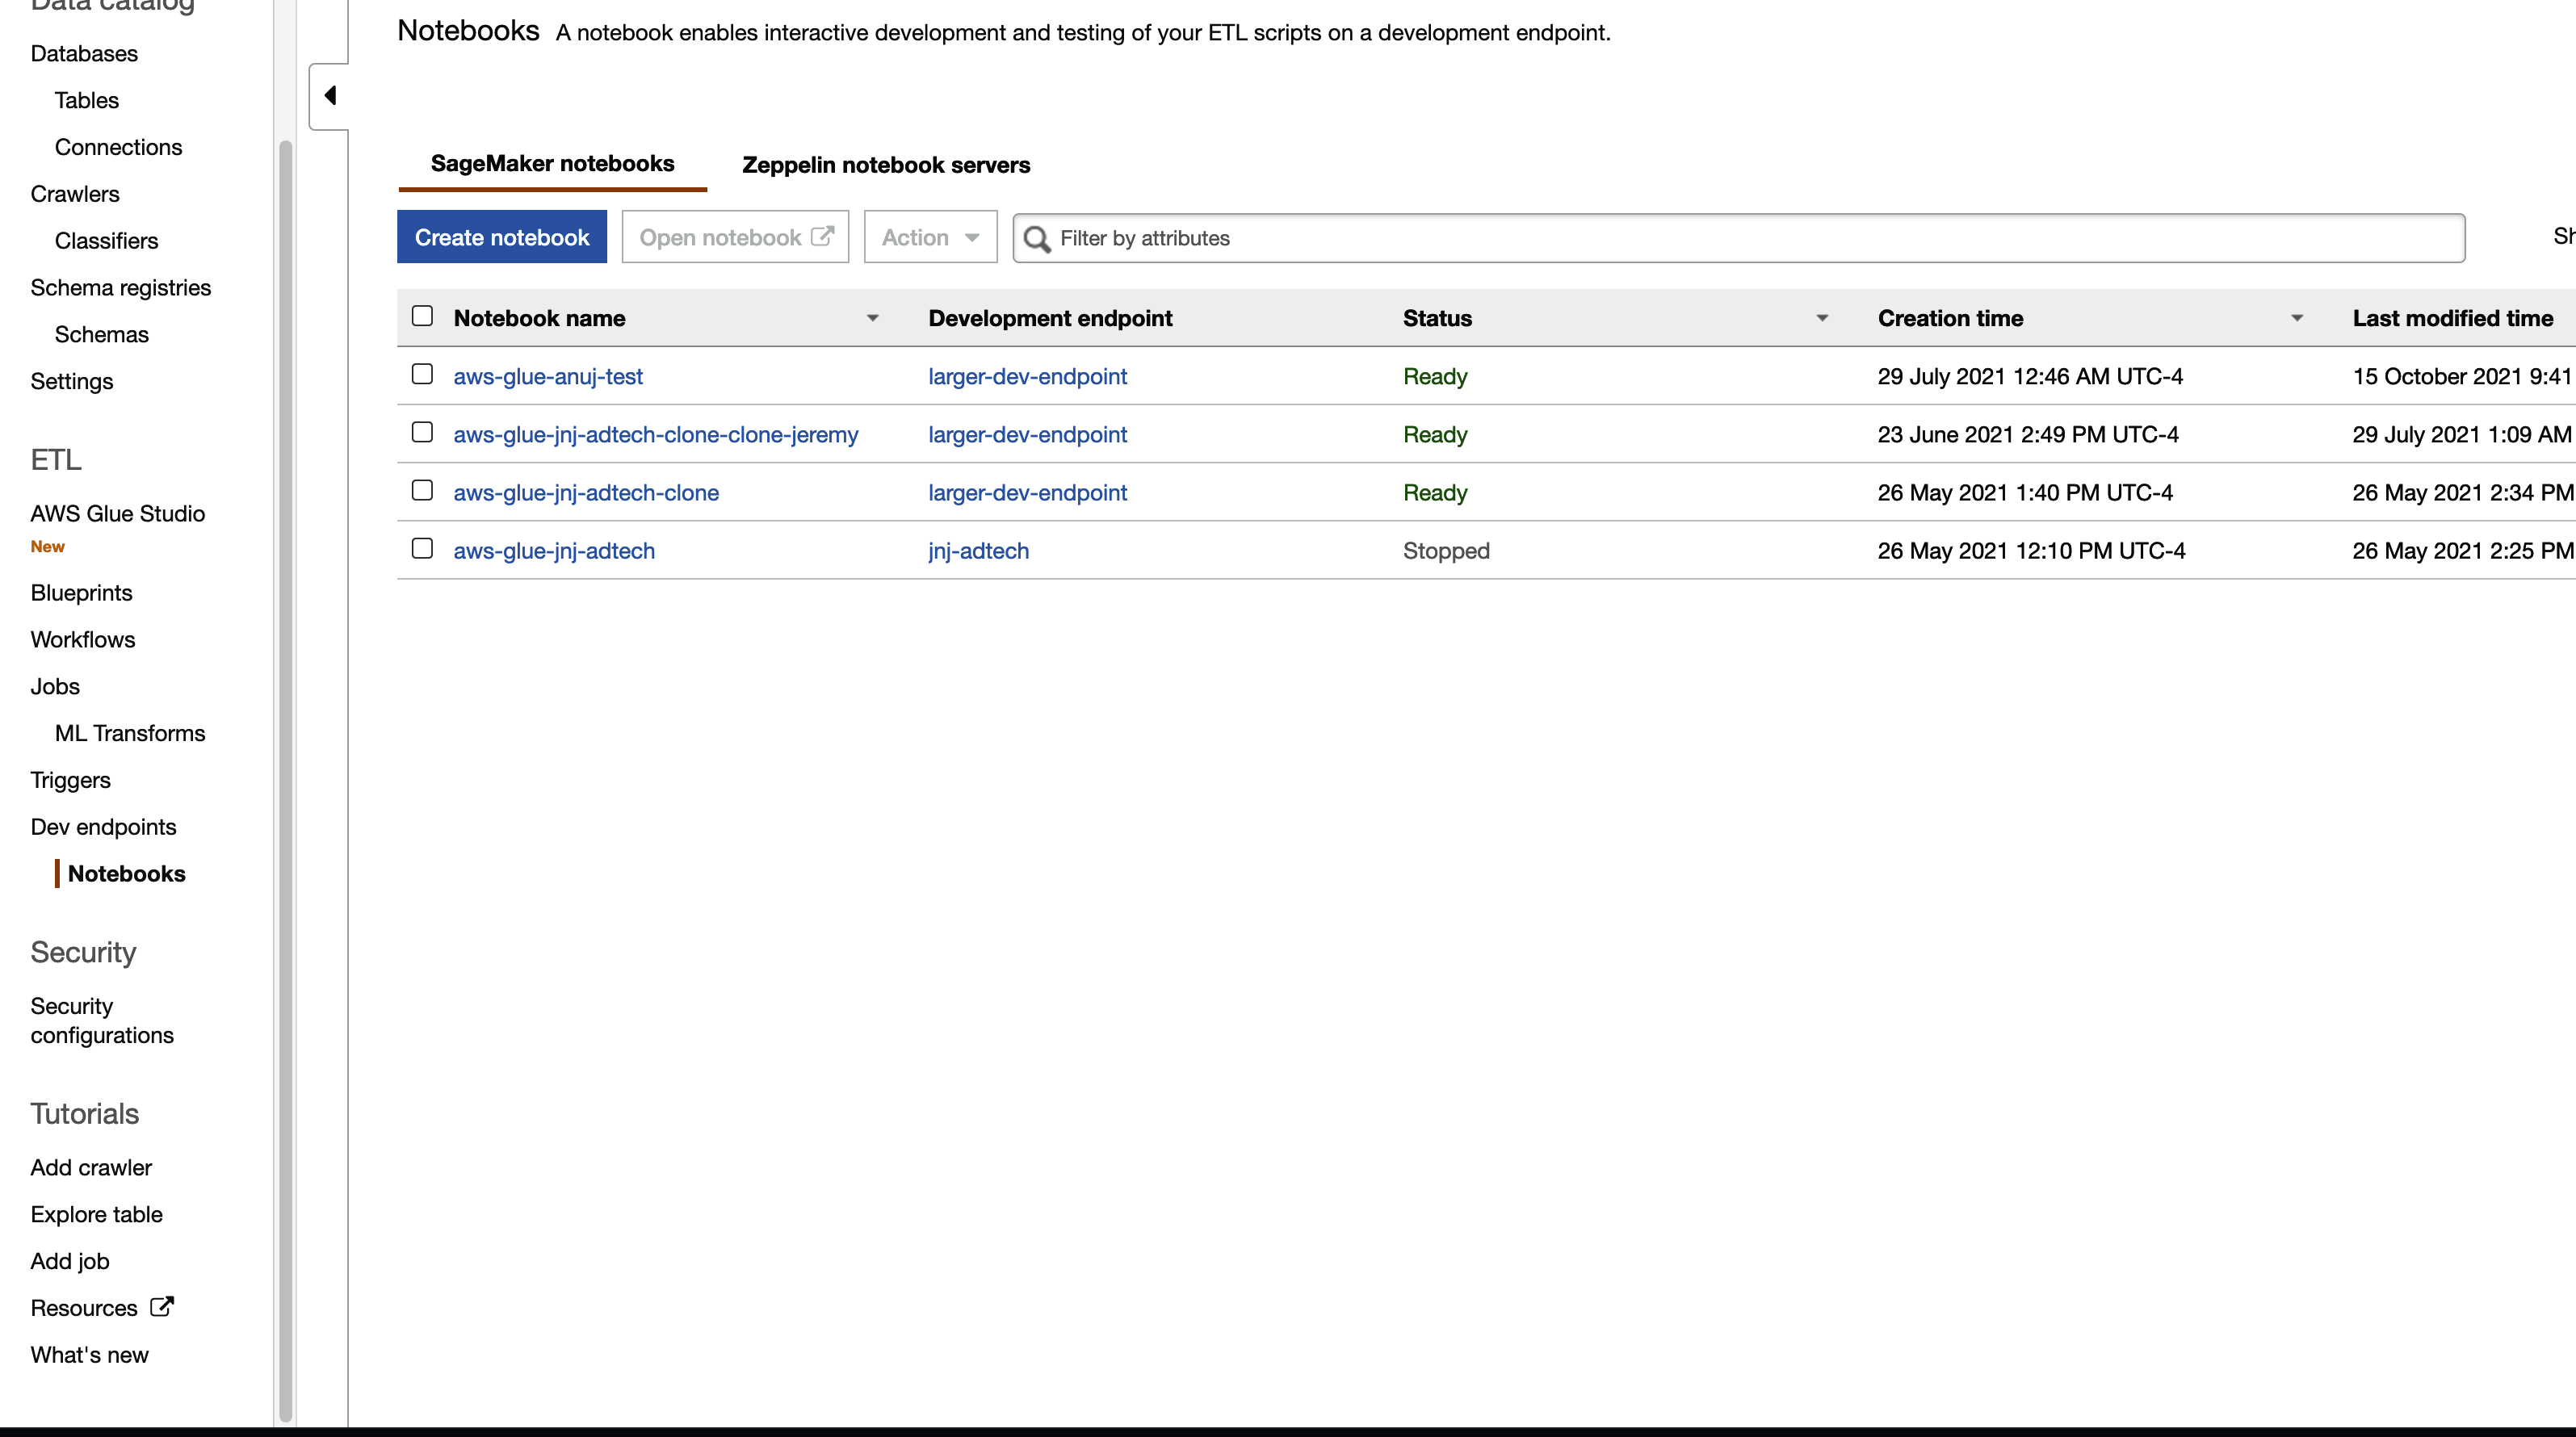 Data catalog
Databases
Tables
Connections
Crawlers
Classifiers
Schema registries
Schemas
Settings
ETL
AWS Glue Studio
New
Blueprints
Workflows
Jobs
ML Transforms
Triggers
Dev endpoints
Notebooks
Security
Security
configurations
Tutorials
Add crawler
Explore table
Add job
Resources
What's new
Notebooks A notebook enables interactive development and testing of your ETL scripts on a development endpoint.
SageMaker notebooks Zeppelin notebook servers
Create notebook Open notebook Action Filter by attributes
Notebook name Development endpoint Status Creation time Last modified time
aws-glue-anuj-test larger-dev-endpoint Ready 29 July 2021 12:46 AM UTC-4 15 October 2021 9:41
aws-glue-jnj-adtech-clone-clone-jeremy larger-dev-endpoint Ready 23 June 2021 2:49 PM UTC-4 29 July 2021 1:09 AM
aws-glue-jnj-adtech-clone larger-dev-endpoint Ready 26 May 2021 1:40 PM UTC-4 26 May 2021 2:34 PM
aws-glue-jnj-adtech jnj-adtech Stopped 26 May 2021 12:10 PM UTC-4 26 May 2021 2:25 PM